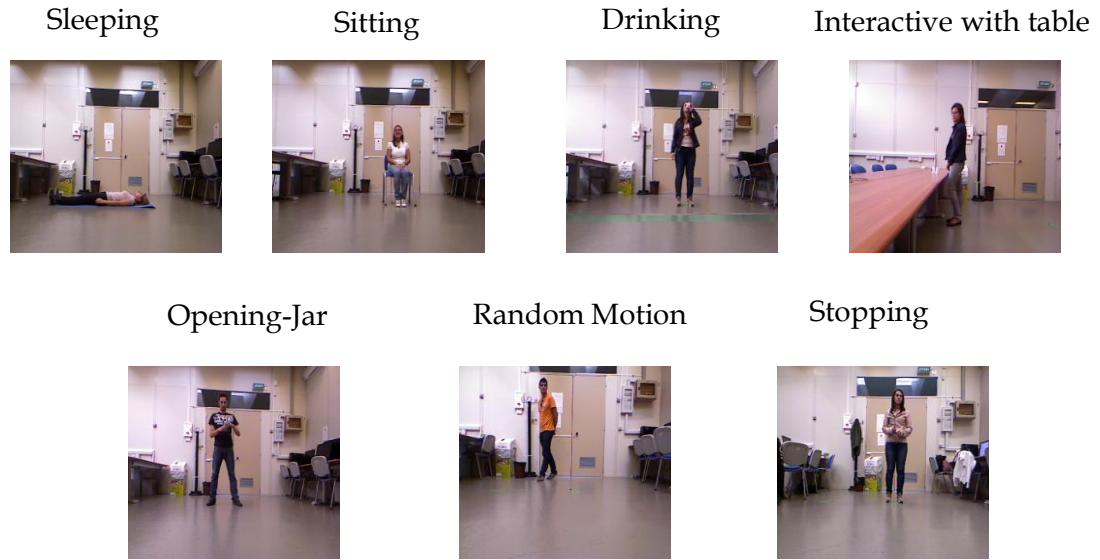 Sleeping
Sitting
Drinking
Interactive with table
Opening-Jar
Random Motion
Stopping